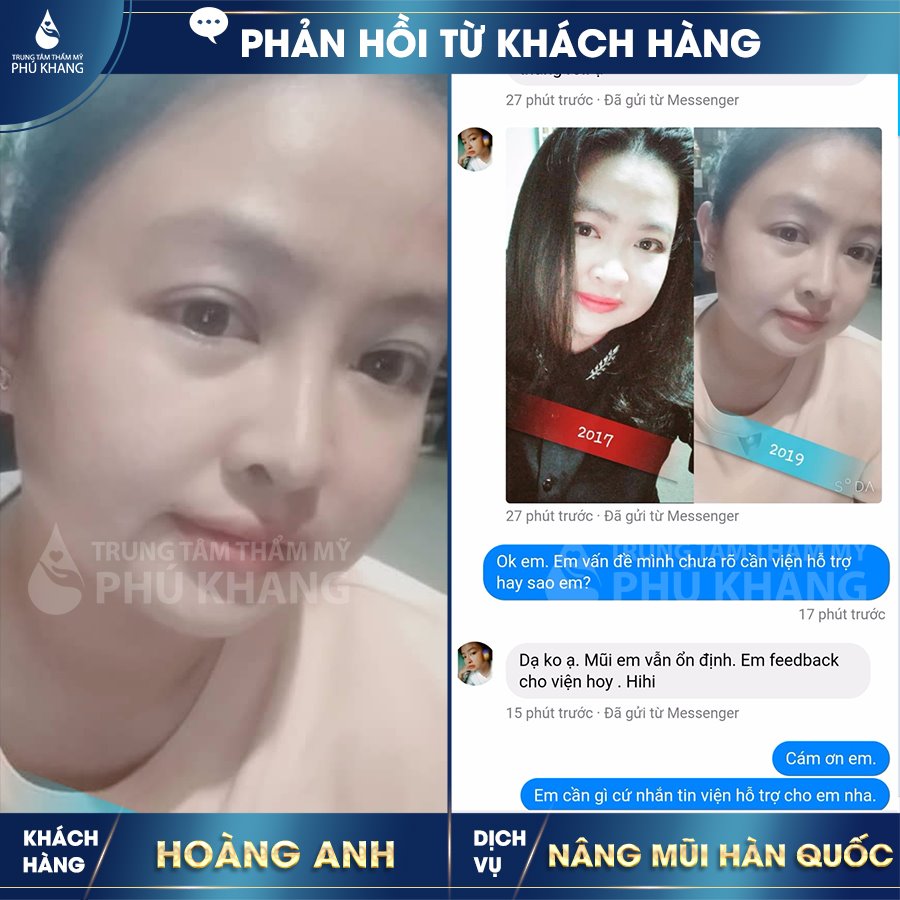 TRUNG TÂM THẨM MỸ
PHÚ KHANG
PHẢN HỒI TỪ KHÁCH HÀNG
27 phút trước · Đã gửi từ Messenger
2017
2019
S°DA
27 phút trước · Đã gửi từ Messenger
Ok em. Em vấn đề mình chưa rõ cần viện hỗ trợ
hay sao em?
17 phút trước
Dạ ko ạ. Mũi em vẫn ổn định. Em feedback
cho viện hoy . Hihi
15 phút trước · Đã gửi từ Messenger
Cám ơn em.
Em cần gì cứ nhắn tin viện hỗ trợ cho em nha.
TRUNG TÂM THẨM MỸ
PHÚ KHANG
TRUNG TÂM THẨM MỸ
PHÚ KHANG
KHÁCH
HÀNG
HOÀNG ANH
DỊCH
VỤ
NÂNG MŨI HÀN QUỐC